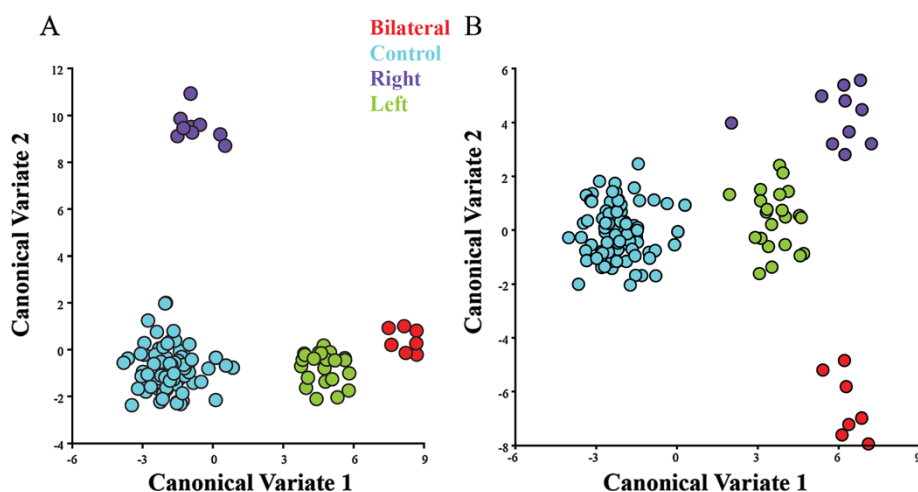 A
Bilateral
Control
Right
Left
12
10
8
6
4
2
0
-2
-4
Canonical Variate 2
-6
-3
0
3
6
9
Canonical Variate 1
B
6
4
2
0
-2
-4
-6
-8
Canonical Variate 2
-6
-3
0
3
6
9
Canonical Variate 1